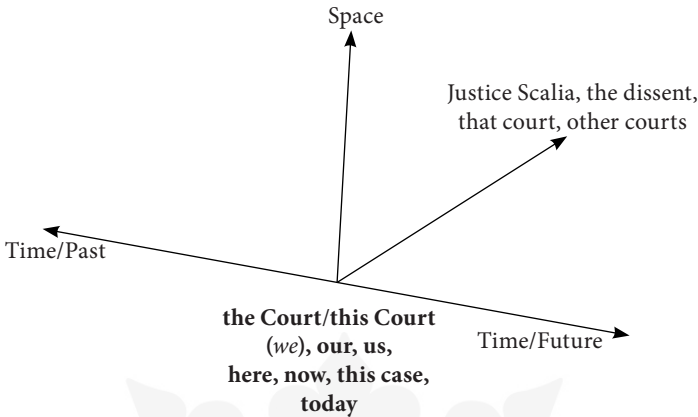 Space
Justice Scalia, the dissent,
that court, other courts
Time/Past
the Court/this Court
(we), our, us,
here, now, this case,
today
Time/Future